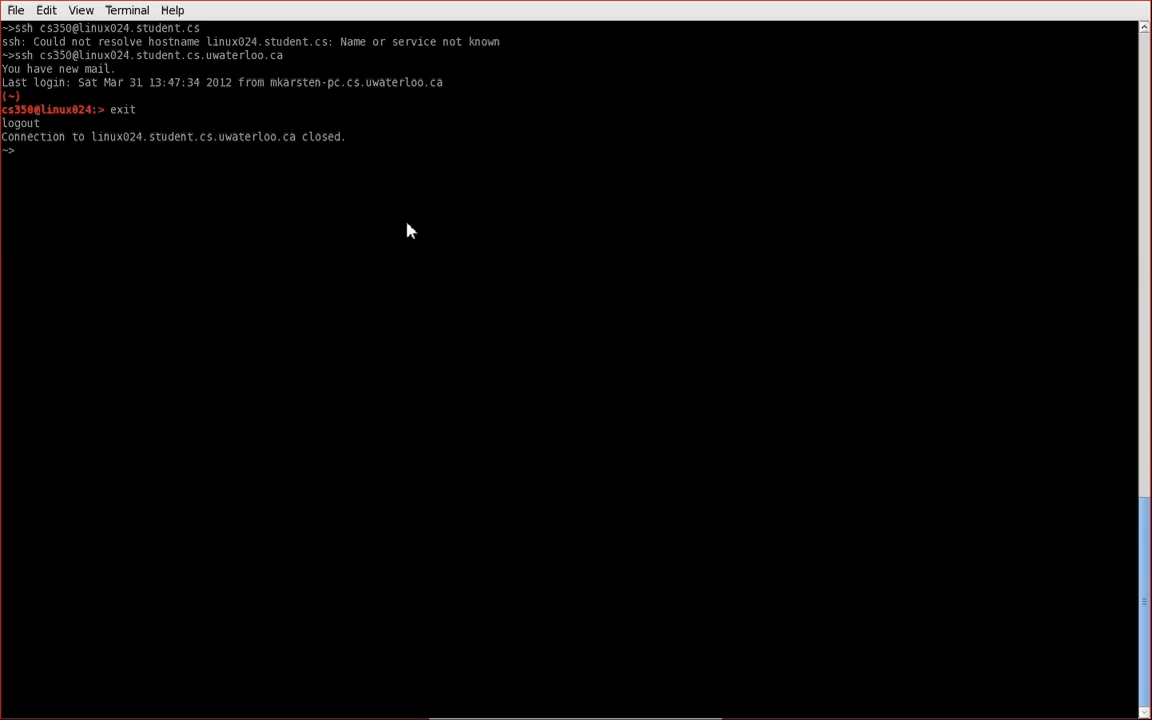 File Edit View Terminal Help
~>ssh cs350@linux024.student.cs
ssh: Could not resolve hostname linux024.student.cs: Name or service not known
~>ssh cs350@linux024.student.cs.uwaterloo.ca
You have new mail.
Last login: Sat Mar 31 13:47:34 2012 from mkarsten-pc.cs.uwaterloo.ca
(~)
cs350@linux024:> exit
logout
Connection to linux024.student.cs.uwaterloo.ca closed.
~>